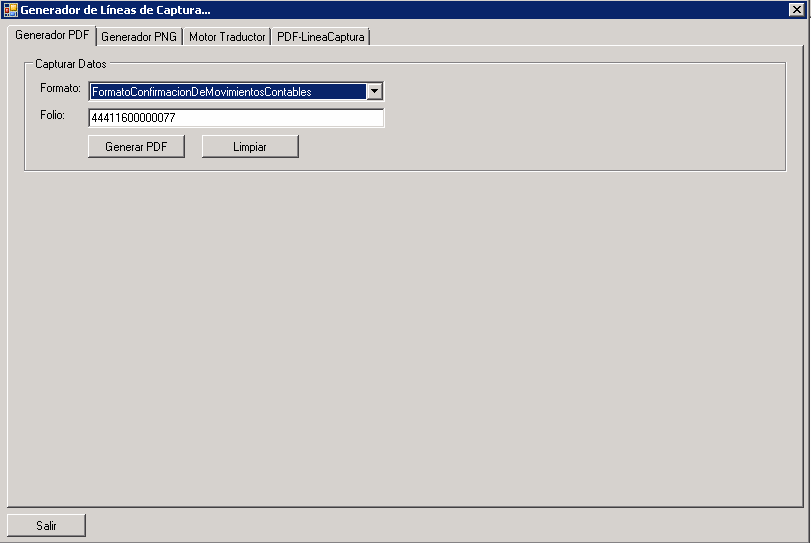 Generador de Líneas de Captura...
Generador PDF Generador PNG Motor Traductor PDF-LineaCaptura
Capturar Datos
Formato: FormatoConfirmacionDeMovimientosContables
Folio: 44411600000077
Generar PDF Limpiar
Salir